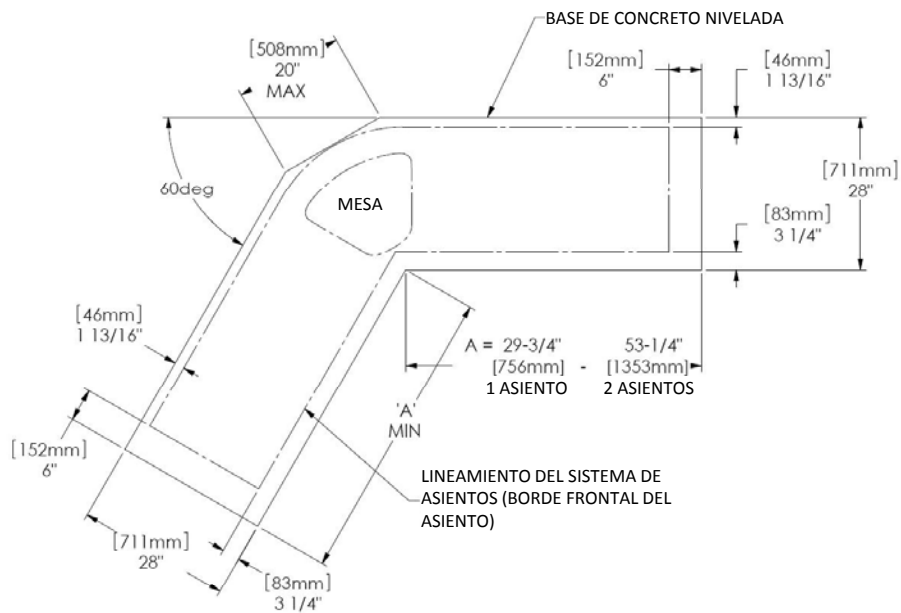 BASE DE CONCRETO NIVELADA
[508mm]
20"
MAX
[152mm]
6"
[46mm]
1 13/16"
60deg
MESA
[711mm]
28"
[83mm]
3 1/4"
[46mm]
1 13/16"
A = 29-3/4" 53-1/4"
[756mm] - [1353mm]
1 ASIENTO 2 ASIENTOS
'A'
MIN
[152mm]
6"
LINEAMIENTO DEL SISTEMA DE
ASIENTOS (BORDE FRONTAL DEL
ASIENTO)
[711mm]
28"
[83mm]
3 1/4"